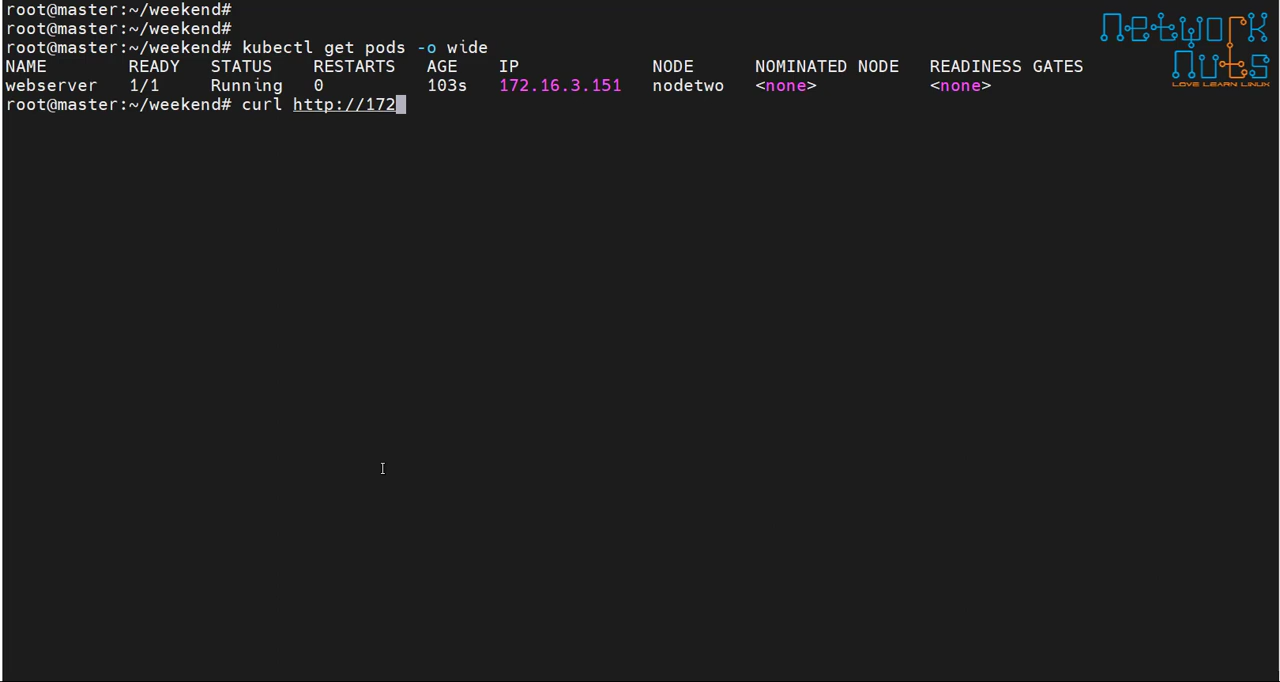 root@master:~/weekend#
root@master:~/weekend#
root@master:~/weekend# kubectl get pods -o wide
NAME READY STATUS RESTARTS AGE IP NODE NOMINATED NODE READINESS GATES
webserver 1/1 Running 0 103s 172.16.3.151 nodetwo <none> <none>
root@master:~/weekend# curl http://172
network
nuts
LOVE LEARN LINUX